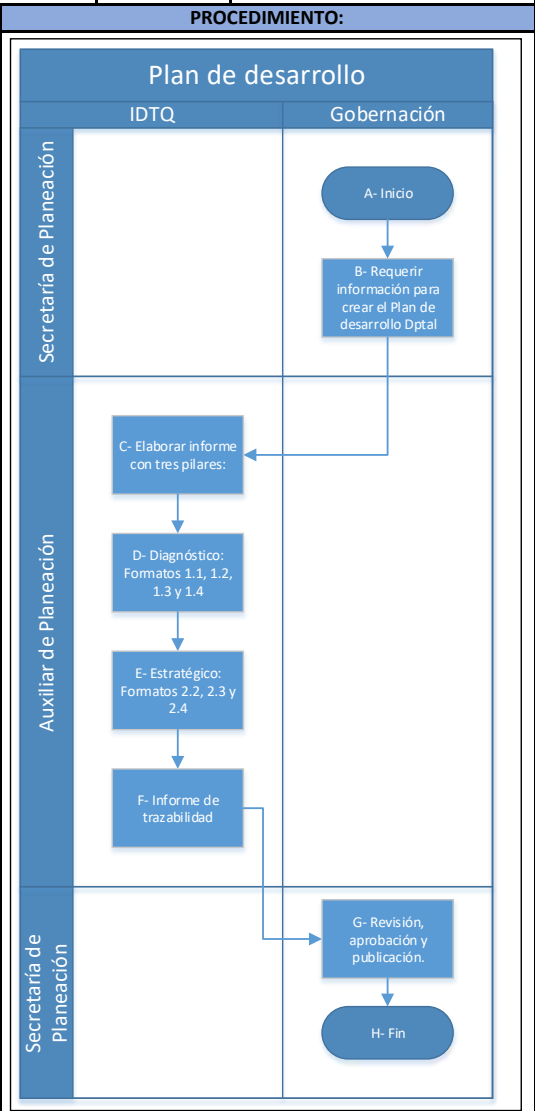 PROCEDIMIENTO:
Plan de desarrollo
IDTQ
Gobernación
Secretaría de Planeación
A- Inicio
B- Requerir
información para
crear el Plan de
desarrollo Dptal
Auxiliar de Planeación
C- Elaborar informe
con tres pilares:
D- Diagnóstico:
Formatos 1.1, 1.2,
1.3 y 1.4
E- Estratégico:
Formatos 2.2, 2.3 y
2.4
F- Informe de
trazabilidad
Secretaría de
Planeación
G- Revisión,
aprobación y
publicación.
H- Fin